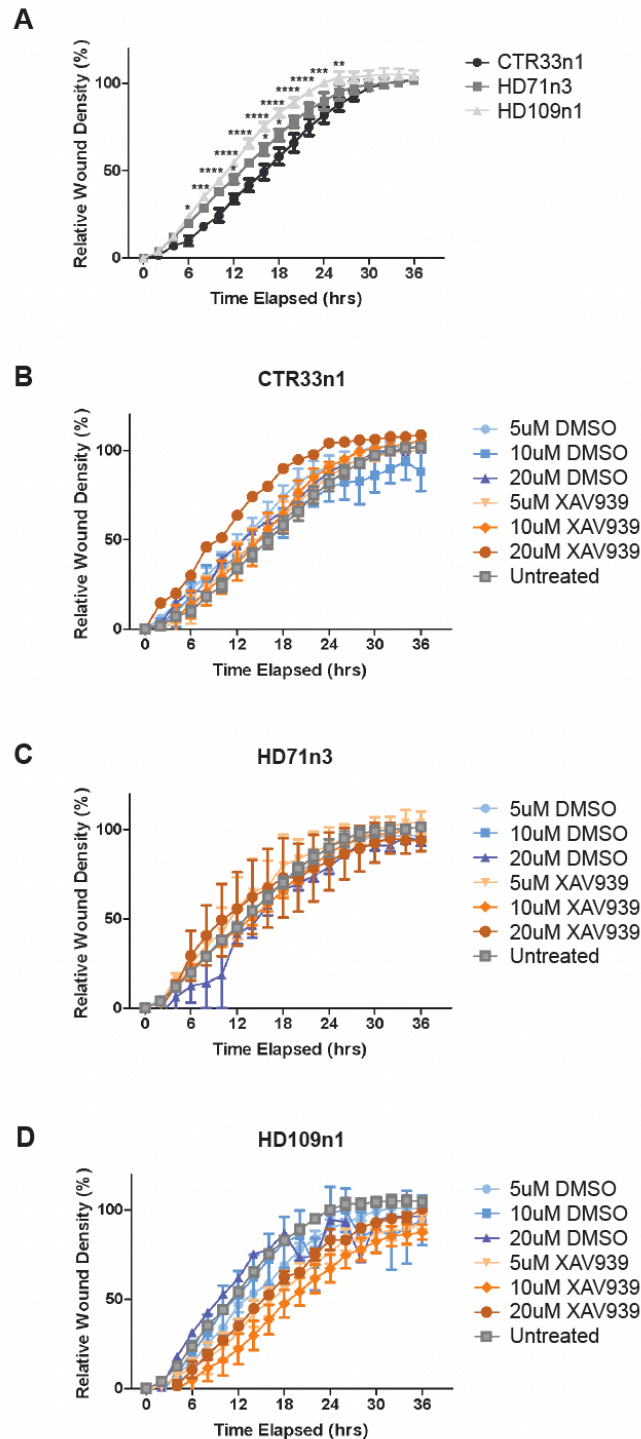 A
CTR33n1
HD71n3
HD109n1
Relative Wound Density (%)
100
50
0
* *** **** **** **** **** **** **** **** *** **
* * *
0 6 12 18 24 30 36
Time Elapsed (hrs)
B
CTR33n1
Relative Wound Density (%)
100
50
0
0 6 12 18 24 30 36
Time Elapsed (hrs)
5uM DMSO
10uM DMSO
20uM DMSO
5uM XAV939
10uM XAV939
20uM XAV939
Untreated
C
HD71n3
Relative Wound Density (%)
100
50
0
0 6 12 18 24 30 36
Time Elapsed (hrs)
5uM DMSO
10uM DMSO
20uM DMSO
5uM XAV939
10uM XAV939
20uM XAV939
Untreated
D
HD109n1
Relative Wound Density (%)
100
50
0
0 6 12 18 24 30 36
Time Elapsed (hrs)
5uM DMSO
10uM DMSO
20uM DMSO
5uM XAV939
10uM XAV939
20uM XAV939
Untreated